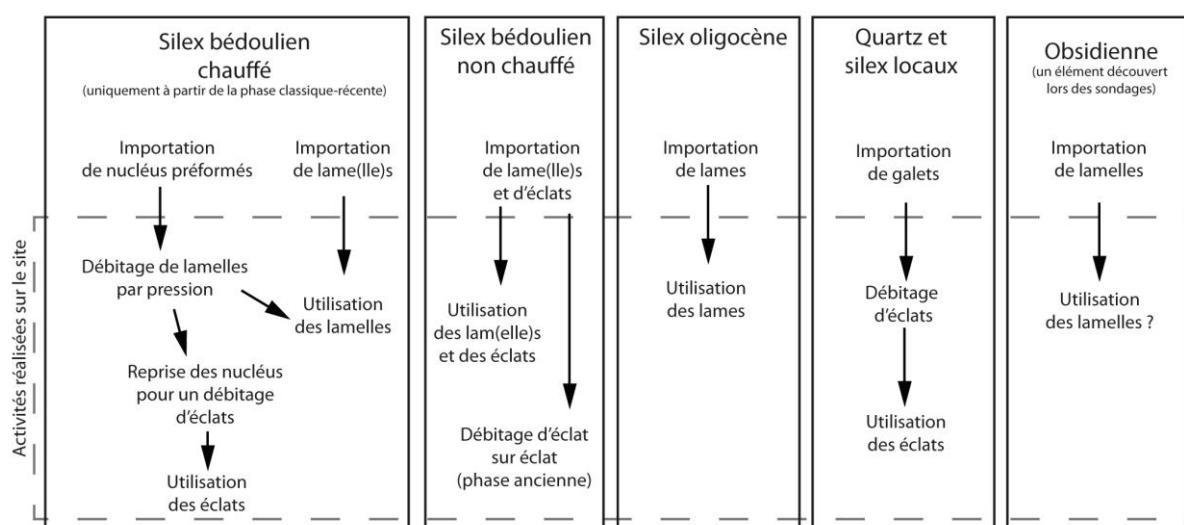 Silex bédoulien
chauffé
(uniquement à partir de la phase classique-récente)
Importation
de nucléus préformés
Importation
de lame(lle)s
Débitage de lamelles
par pression
Utilisation
des lamelles
Reprise des nucléus
pour un débitage
d'éclats
Utilisation
des éclats
Silex bédoulien
non chauffé
Importation
de lame(lle)s
et d'éclats
Utilisation
des lam(elle)s
et des éclats
Débitage d'éclat
sur éclat
(phase ancienne)
Silex oligocène
Importation
de lames
Utilisation
des lames
Quartz et
silex locaux
Importation
de galets
Débitage
d'éclats
Utilisation
des éclats
Obsidienne
(un élément découvert
lors des sondages)
Importation
de lamelles
Utilisation
des lamelles ?
Activités réalisées sur le site